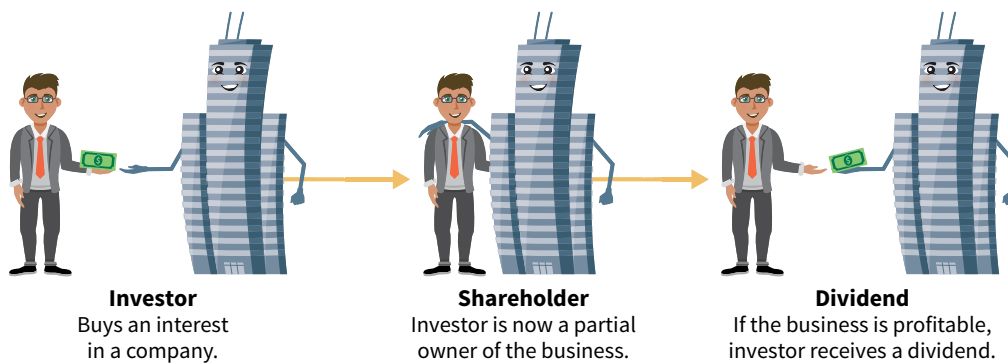 Investor
Buys an interest
in a company.
Shareholder
Investor is now a partial
owner of the business.
Dividend
If the business is profitable,
investor receives a dividend.
$
$